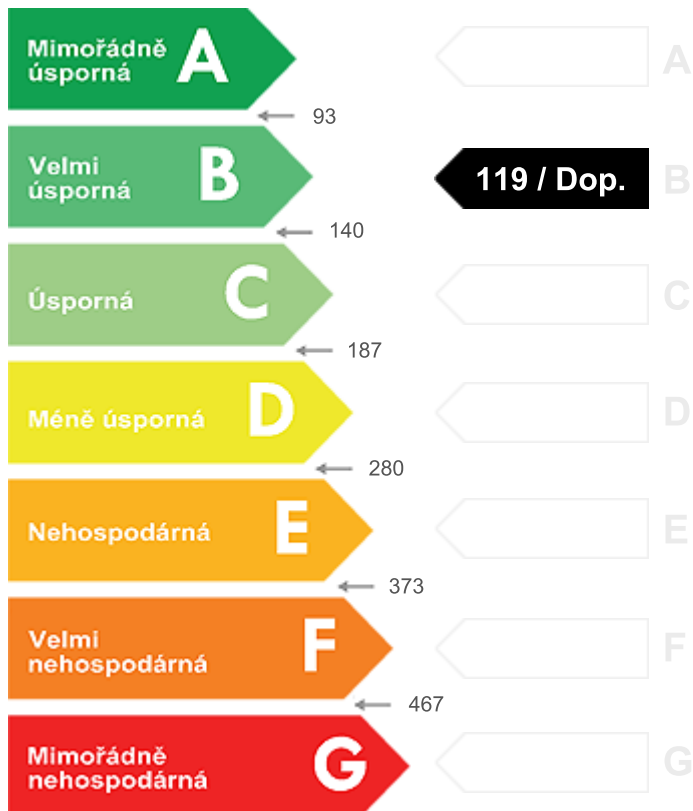 Mimořádně
úsporná
A
A
93
Velmi
úsporná
B
119 / Dop.
B
140
Úsporná
C
C
187
Méně úsporná
D
D
280
Nehospodárná
E
E
373
Velmi
nehospodárná
F
F
467
Mimořádně
nehospodárná
G
G